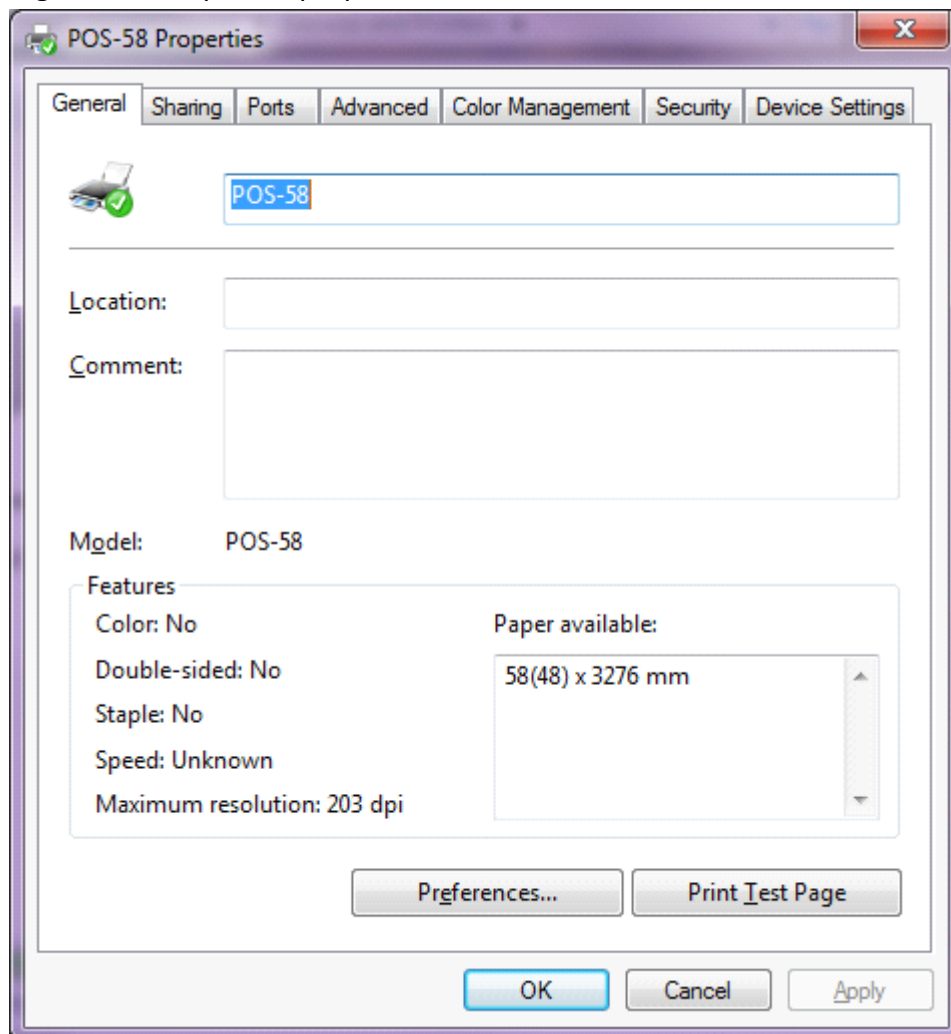 POS-58 Properties
General Sharing Ports Advanced Color Management Security Device Settings
POS-58
Location:
Comment:
Model: POS-58
Features
Color: No
Double-sided: No
Staple: No
Speed: Unknown
Maximum resolution: 203 dpi
Paper available:
58(48) x 3276 mm
Preferences... Print Test Page
OK Cancel Apply